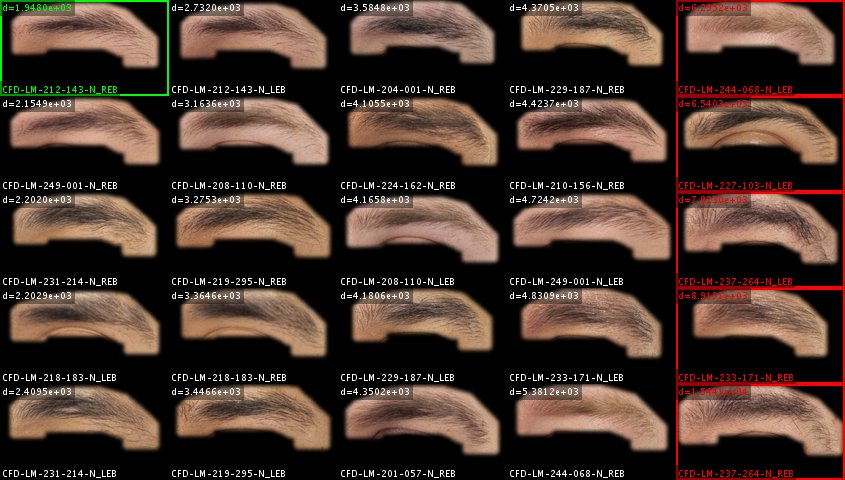 d=1.9480e+03
CFD-LM-212-143-N_REB
d=2.7320e+03
CFD-LM-212-143-N_LEB
d=3.5848e+03
CFD-LM-204-001-N_REB
d=4.3705e+03
CFD-LM-229-187-N_REB
CFD-LM-244-068-N_LEB
d=2.1549e+03
CFD-LM-249-001-N_REB
d=3.1636e+03
CFD-LM-208-110-N_REB
d=4.1055e+03
CFD-LM-224-162-N_REB
d=4.4237e+03
CFD-LM-210-156-N_REB
CFD-LM-227-103-N_LEB
d=2.2020e+03
CFD-LM-231-214-N_REB
d=3.2753e+03
CFD-LM-219-295-N_REB
d=4.1658e+03
CFD-LM-208-110-N_LEB
d=4.7242e+03
CFD-LM-249-001-N_LEB
CFD-LM-237-264-N_LEB
d=2.2029e+03
CFD-LM-218-183-N_LEB
d=3.3646e+03
CFD-LM-218-183-N_REB
d=4.1806e+03
CFD-LM-229-187-N_LEB
d=4.8309e+03
CFD-LM-233-171-N_LEB
CFD-LM-233-171-N_REB
d=2.4095e+03
CFD-LM-231-214-N_LEB
d=3.4466e+03
CFD-LM-219-295-N_LEB
d=4.3502e+03
CFD-LM-201-057-N_REB
d=5.3812e+03
CFD-LM-244-068-N_REB
CFD-LM-237-264-N_REB